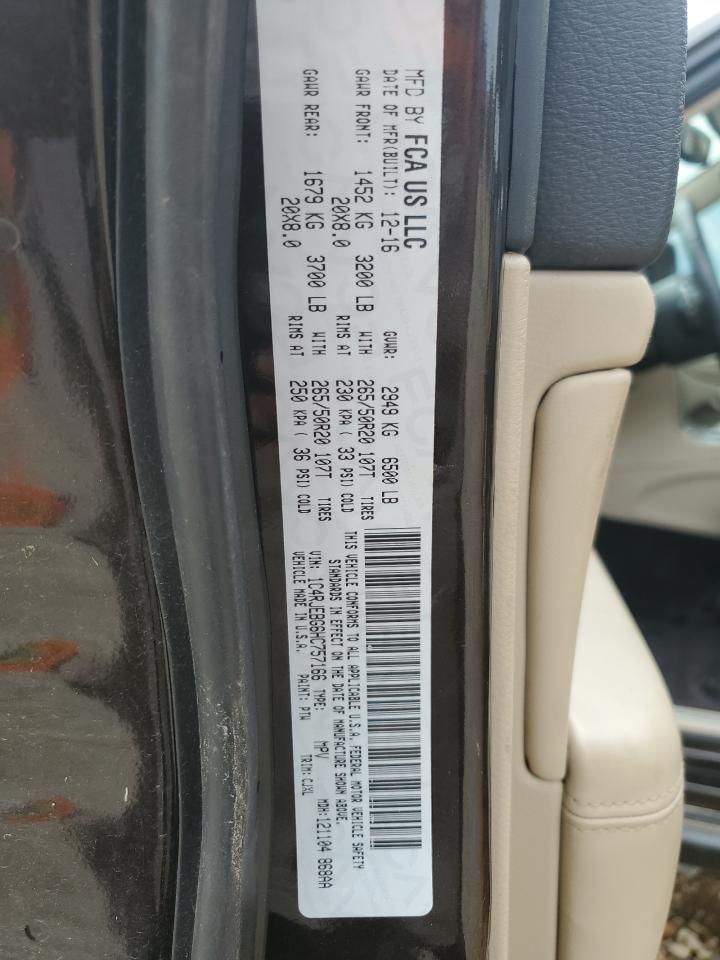 MFD BY FCA US LLC
DATE OF MFR(BUILT): 12-16 GVWR: 2949 KG 6500 LB
GAWR FRONT: 1452 KG 3200 LB WITH 265/50R20 107T TIRES
20X8.0 RIMS AT 230 KPA ( 33 PSI) COLD
GAWR REAR: 1679 KG 3700 LB WITH 265/50R20 107T TIRES
20X8.0 RIMS AT 250 KPA ( 36 PSI) COLD
THIS VEHICLE CONFORMS TO ALL APPLICABLE U.S.A. FEDERAL MOTOR VEHICLE SAFETY
STANDARDS IN EFFECT ON THE DATE OF MANUFACTURE SHOWN ABOVE.
VIN: 1C4RJEBG6HC757166 TYPE: MPV MDH:121104 868AA
VEHICLE MADE IN U.S.A. PAINT: PTW TRIM: CJXL